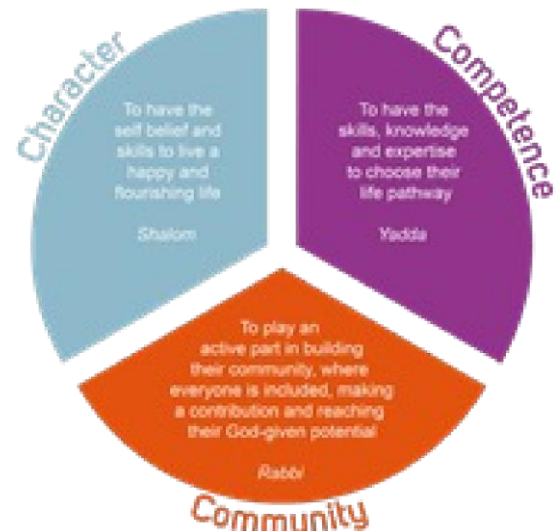 Character
To have the
self belief and
skills to live a
happy and
flourishing life
Shalom
Competence
To have the
skills, knowledge
and expertise
to choose their
life pathway
Yadda
To play an
active part in building
their community, where
everyone is included, making
a contribution and reaching
their God-given potential
Rabbi
Community